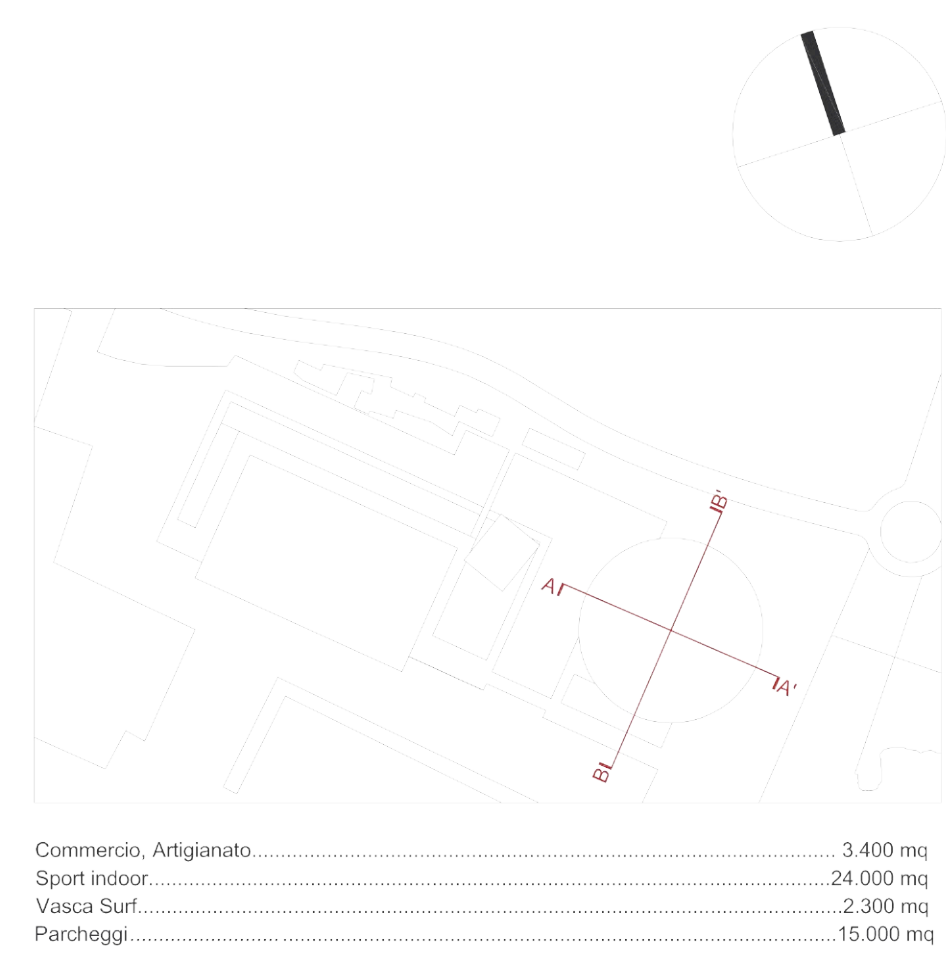 B'
A
A'
B
Commercio, Artigianato........................................................................................................ 3.400 mq
Sport indoor..........................................................................................................................24.000 mq
Vasca Surf.............................................................................................................................2.300 mq
Parcheggi.......................... ...................................................................................................15.000 mq